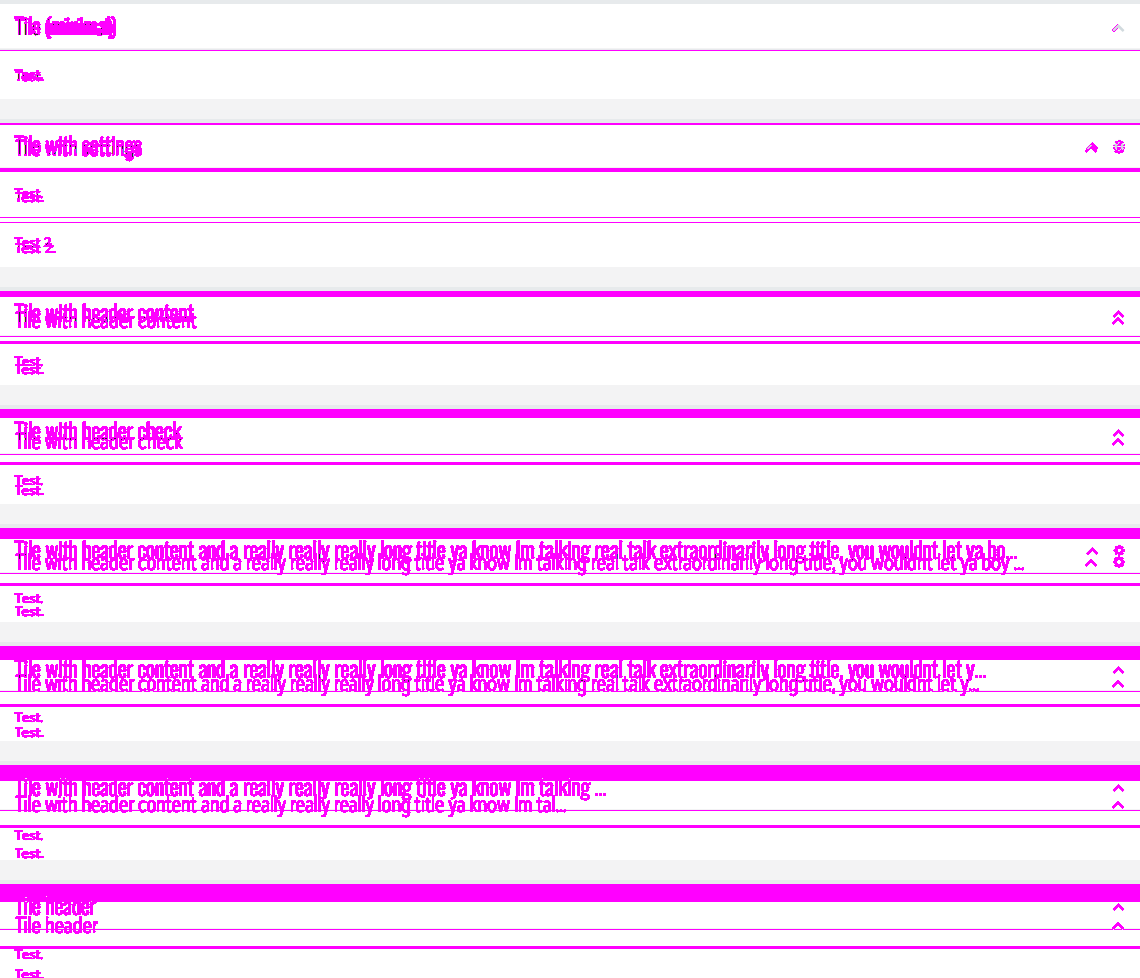 Tile (minimal)
Test.
Tile with settings
Test.
Test 2.
Tile with header content
Tile with header content
Test.
Test.
Tile with header check
Tile with header check
Test.
Test.
Tile with header content and a really really really long title ya know Im talking real talk extraordinarily long title, you wouldnt let ya bo...
Tile with header content and a really really really long title ya know Im talking real talk extraordinarily long title, you wouldnt let ya boy ...
Test.
Test.
Tile with header content and a really really really long title ya know Im talking real talk extraordinarily long title, you wouldnt let y...
Tile with header content and a really really really long title ya know Im talking real talk extraordinarily long title, you wouldnt let y...
Test.
Test.
Tile with header content and a really really really long title ya know Im talking ...
Tile with header content and a really really really long title ya know Im tal...
Test.
Test.
Tile header
Tile header
Test.
Test.